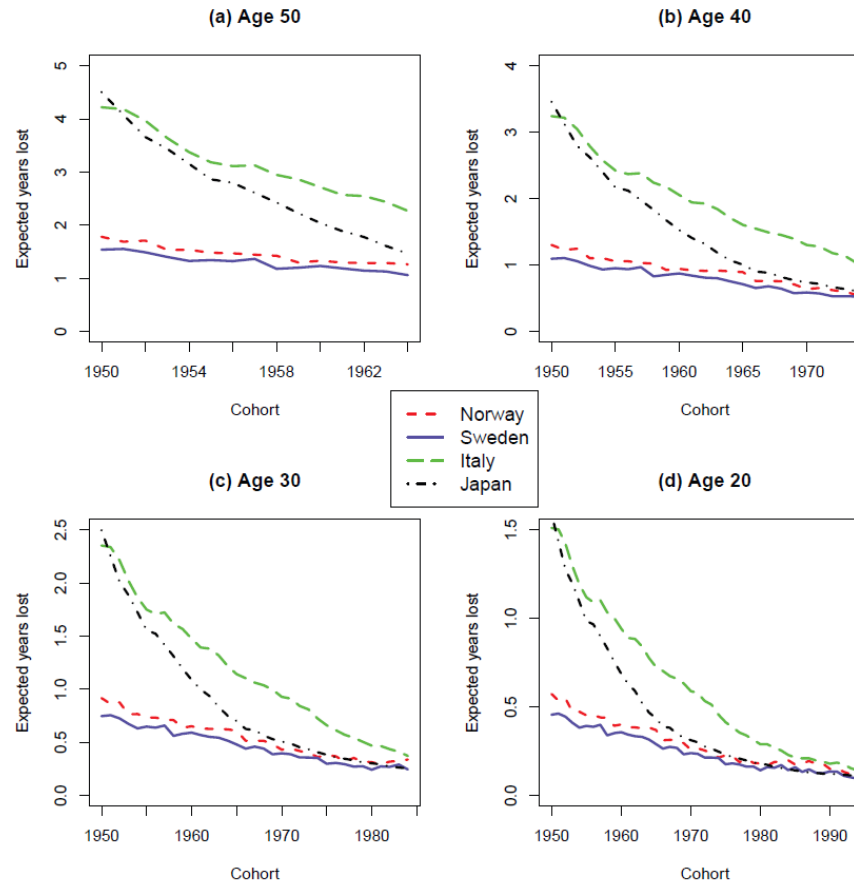 (a) Age 50
(b) Age 40
Expected years lost
0
1
2
3
4
5
1950
1954
1958
1962
Cohort
Expected years lost
0
1
2
3
4
1950
1955
1960
1965
1970
Cohort
Norway
Sweden
Italy
Japan
(c) Age 30
(d) Age 20
Expected years lost
0.0
0.5
1.0
1.5
2.0
2.5
1950
1960
1970
1980
Cohort
Expected years lost
0.0
0.5
1.0
1.5
1950
1960
1970
1980
1990
Cohort